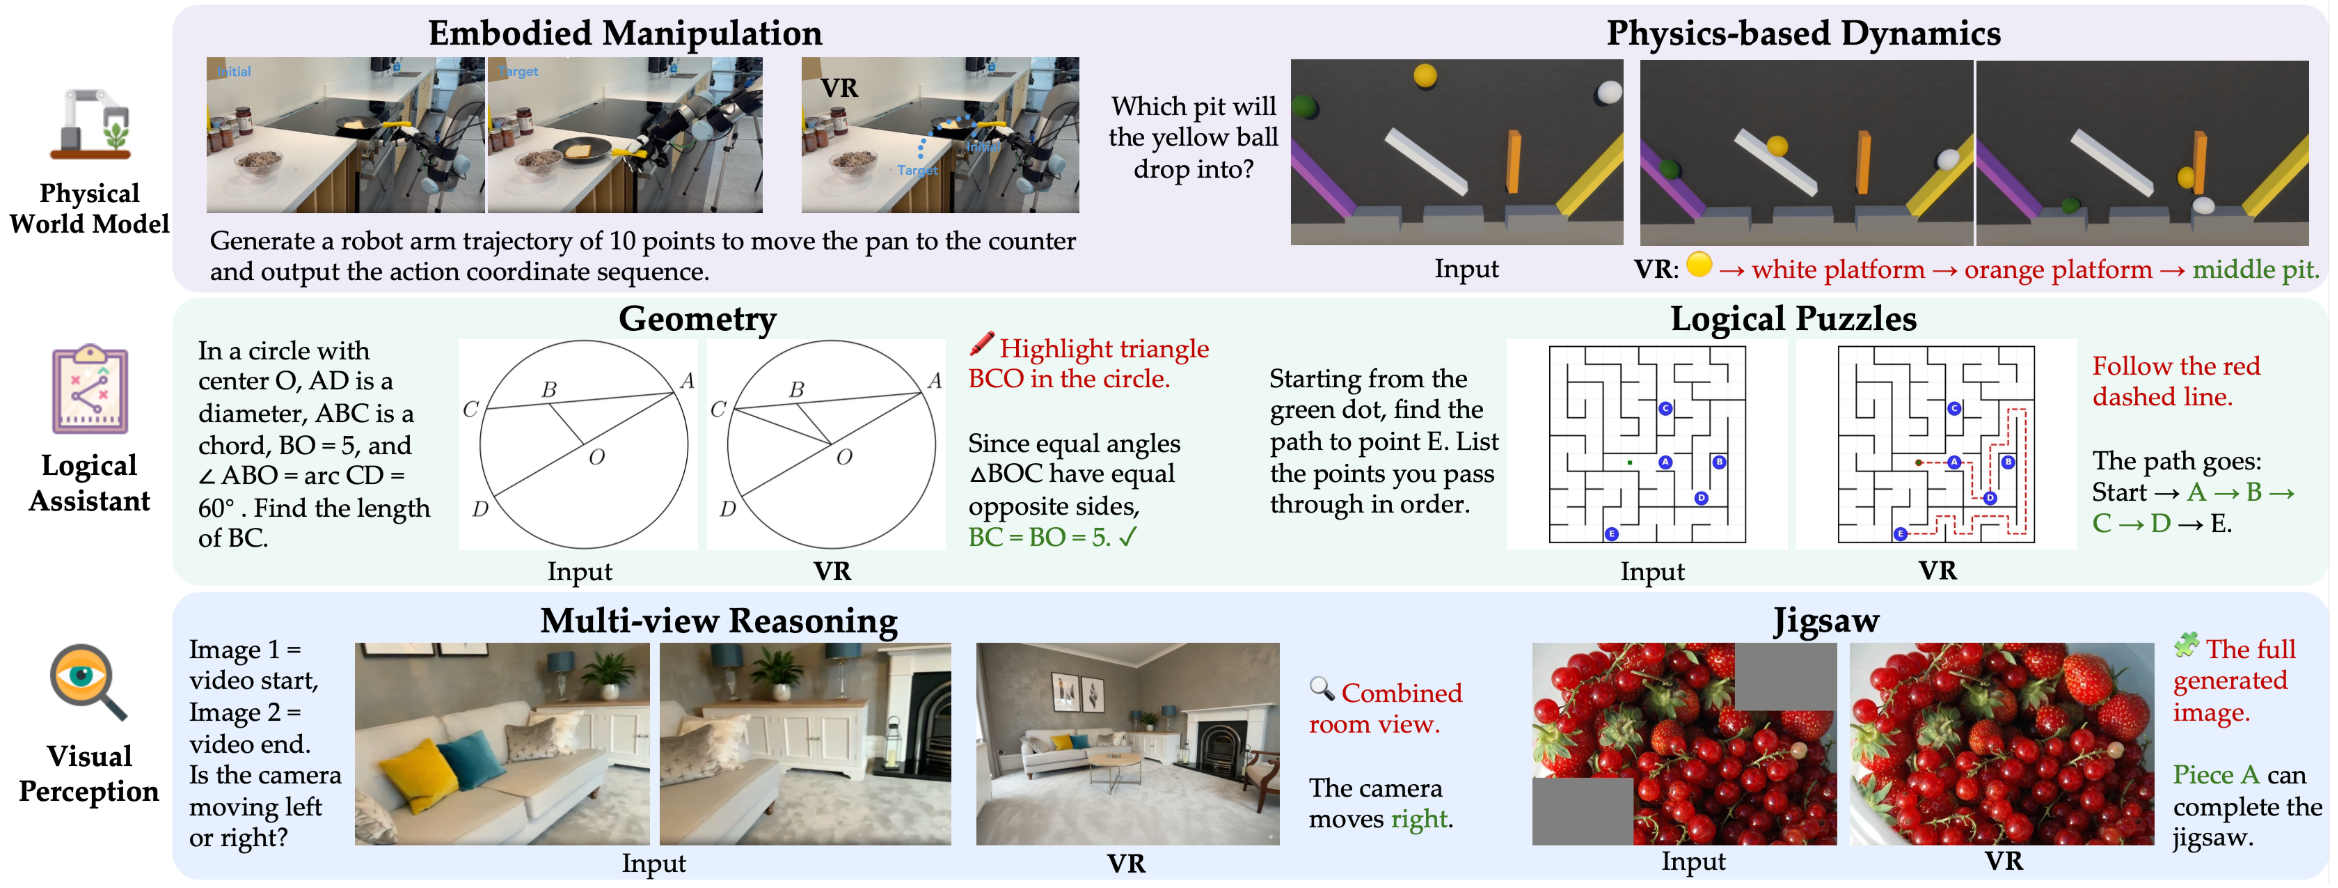 Physical
World Model
Embodied Manipulation
Initial
Target
VR
Initial
Target
Generate a robot arm trajectory of 10 points to move the pan to the counter
and output the action coordinate sequence.
Physics-based Dynamics
Which pit will
the yellow ball
drop into?
Input
VR: → white platform → orange platform → middle pit.
Logical
Assistant
Geometry
In a circle with
center O, AD is a
diameter, ABC is a
chord, BO = 5, and
∠ ABO = arc CD =
60° . Find the length
of BC.
A
B
C
O
D
Input
A
B
C
O
D
VR
Highlight triangle
BCO in the circle.
Since equal angles
△BOC have equal
opposite sides,
BC = BO = 5. ✓
Logical Puzzles
Starting from the
green dot, find the
path to point E. List
the points you pass
through in order.
C
A
B
D
E
Input
C
A
B
D
E
VR
Follow the red
dashed line.
The path goes:
Start → A → B →
C → D → E.
Visual
Perception
Multi-view Reasoning
Image 1 =
video start,
Image 2 =
video end.
Is the camera
moving left
or right?
Input
VR
Combined
room view.
The camera
moves right.
Jigsaw
Input
VR
The full
generated
image.
Piece A can
complete the
jigsaw.